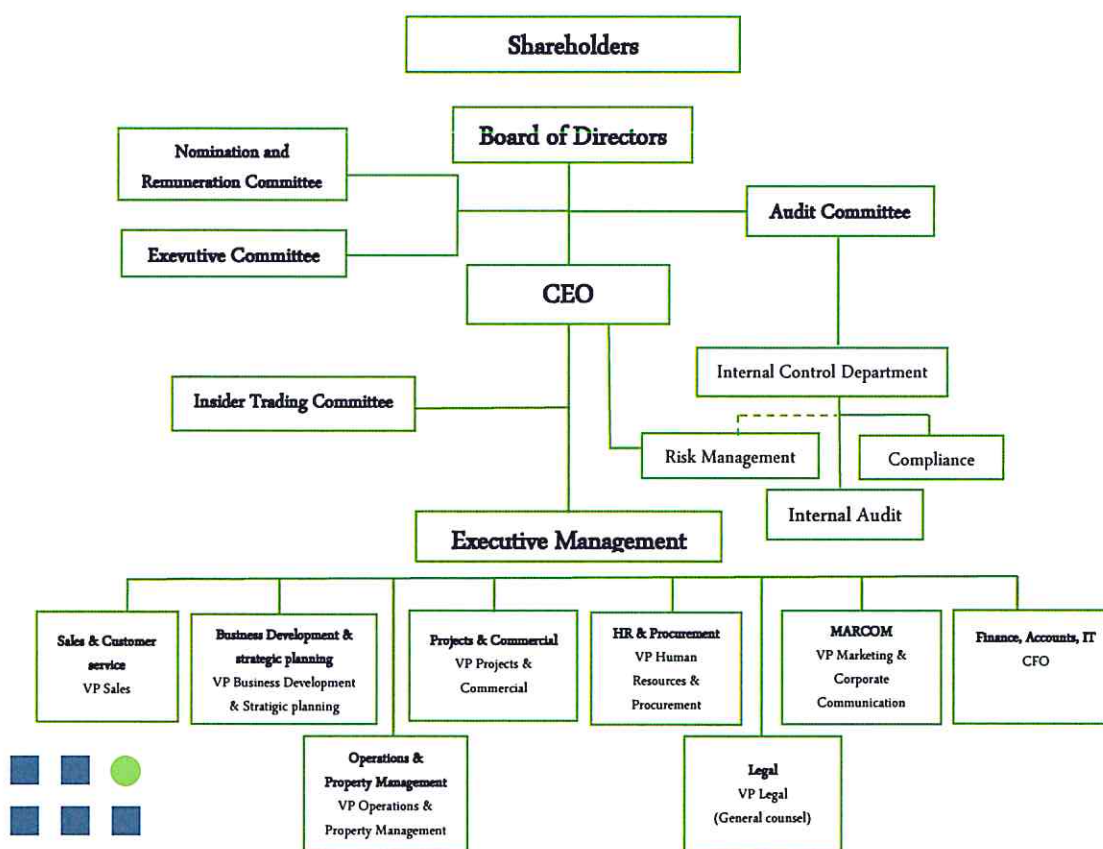 Shareholders
Board of Directors
Nomination and
Remuneration Committee
Audit Committee
Exevutive Committee
CEO
Internal Control Department
Insider Trading Committee
Risk Management
Compliance
Internal Audit
Executive Management
Sales & Customer
service
VP Sales
Business Development &
strategic planning
VP Business Development
& Stratigic planning
Projects & Commercial
VP Projects &
Commercial
HR & Procurement
VP Human
Resources &
Procurement
MARCOM
VP Marketing &
Corporate
Communication
Finance, Accounts, IT
CFO
Operations &
Property Management
VP Operations &
Property Management
Legal
VP Legal
(General counsel)